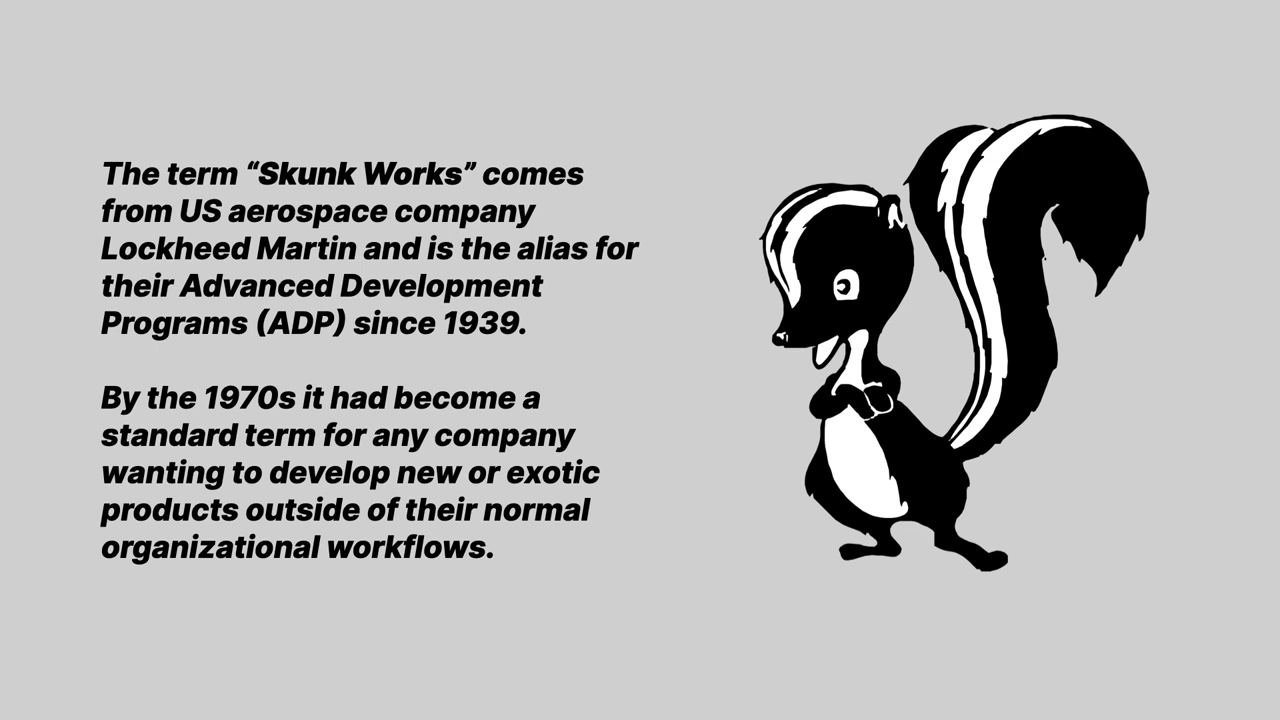 The term “Skunk Works” comes
from US aerospace company
Lockheed Martin and is the alias for
their Advanced Development
Programs (ADP) since 1939.
By the 1970s it had become a
standard term for any company
wanting to develop new or exotic
products outside of their normal
organizational workflows.